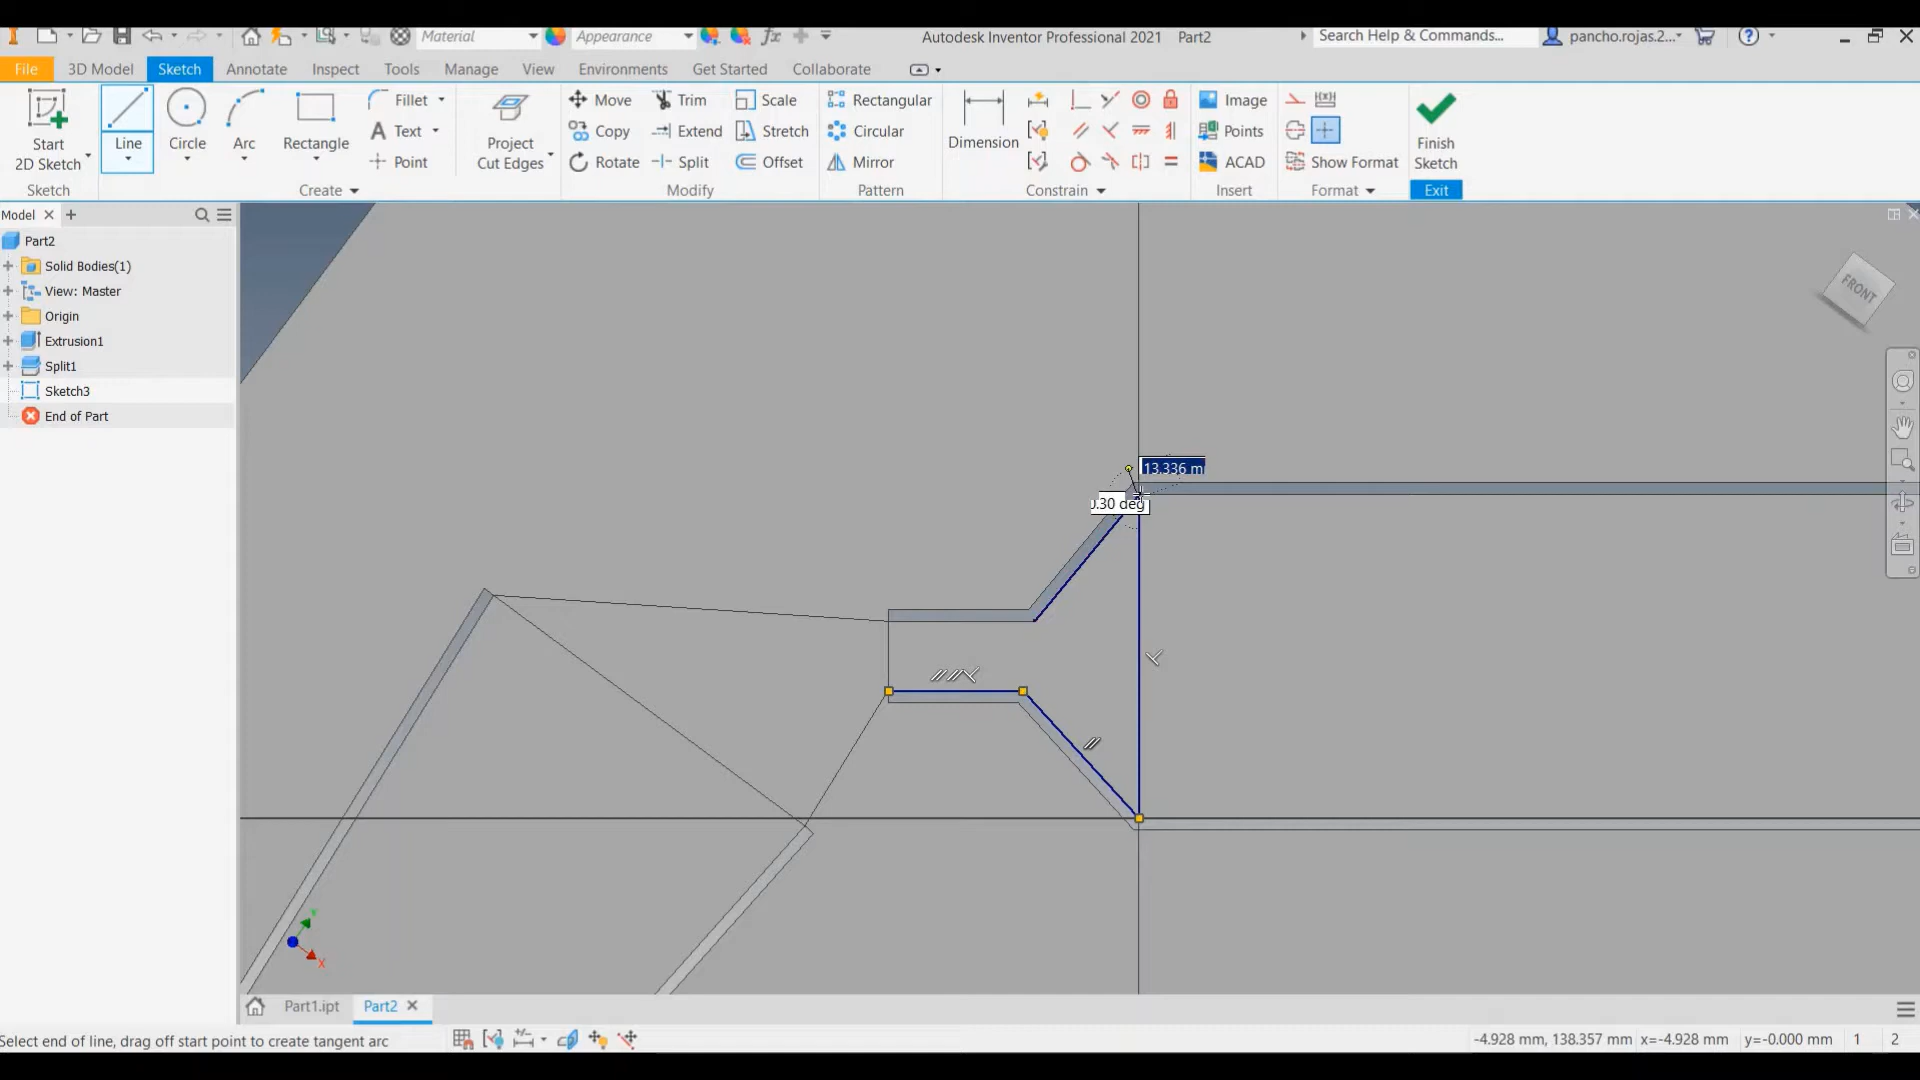 Material
Appearance
Autodesk Inventor Professional 2021 Part2
Search Help & Commands...
pancho.rojas.2...
File
3D Model
Sketch
Annotate
Inspect
Tools
Manage
View
Environments
Get Started
Collaborate
Start
2D Sketch
Line
Circle
Arc
Rectangle
Fillet
Text
Point
Project
Cut Edges
Move
Copy
Rotate
Trim
Extend
Split
Scale
Stretch
Offset
Rectangular
Circular
Mirror
Dimension
Image
Points
ACAD
Show Format
Finish
Sketch
Sketch
Create
Modify
Pattern
Constrain
Insert
Format
Exit
Model
Part2
Solid Bodies(1)
View: Master
Origin
Extrusion1
Split1
Sketch3
End of Part
FRONT
13.336 m
0.30 deg
Y
X
Part1.ipt
Part2
Select end of line, drag off start point to create tangent arc
-4.928 mm, 138.357 mm x=-4.928 mm y=-0.000 mm 1 2